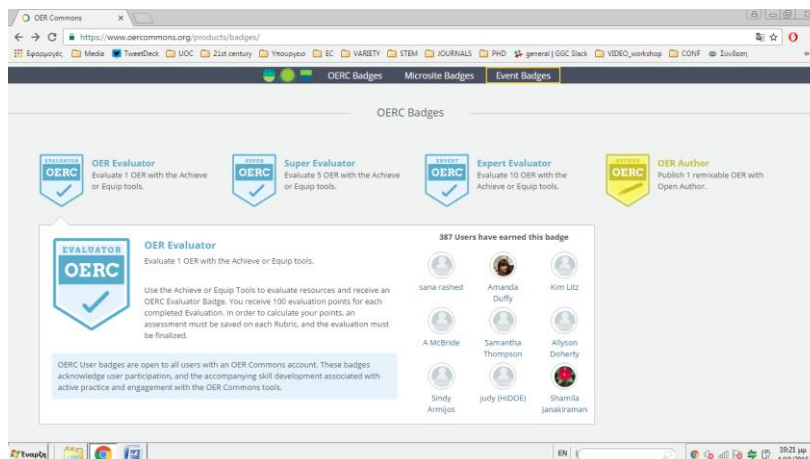 OER Commons
https://www.oercommons.org/products/badges/
Εφαρμογές Media TweetDeck UOC 21st century Υπουργειο EC VARIETY STEM JOURNALS PHD general | GGC Slack VIDEO_workshop CONF Σύνδεση
OERC Badges Microsite Badges Event Badges
OERC Badges
EVALUATOR
OERC
OER Evaluator
Evaluate 1 OER with the Achieve
or Equip tools.
SUPER
OERC
Super Evaluator
Evaluate 5 OER with the Achieve
or Equip tools.
EXPERT
OERC
Expert Evaluator
Evaluate 10 OER with the
Achieve or Equip tools.
AUTHOR
OERC
OER Author
Publish 1 remixable OER with
Open Author.
EVALUATOR
OERC
OER Evaluator
Evaluate 1 OER with the Achieve or Equip tools.
Use the Achieve or Equip Tools to evaluate resources and receive an
OERC Evaluator Badge. You receive 100 evaluation points for each
completed Evaluation. In order to calculate your points, an
assessment must be saved on each Rubric, and the evaluation must
be finalized.
OERC User badges are open to all users with an OER Commons account. These badges
acknowledge user participation, and the accompanying skill development associated with
active practice and engagement with the OER Commons tools.
387 Users have earned this badge
sana rashed
Amanda
Duffy
Kim Litz
A McBride
Samantha
Thompson
Allyson
Doherty
Sindy
Armijos
judy (HIDOE)
Shamila
Janakiraman
Έναρξη
EN
10:21 μμ